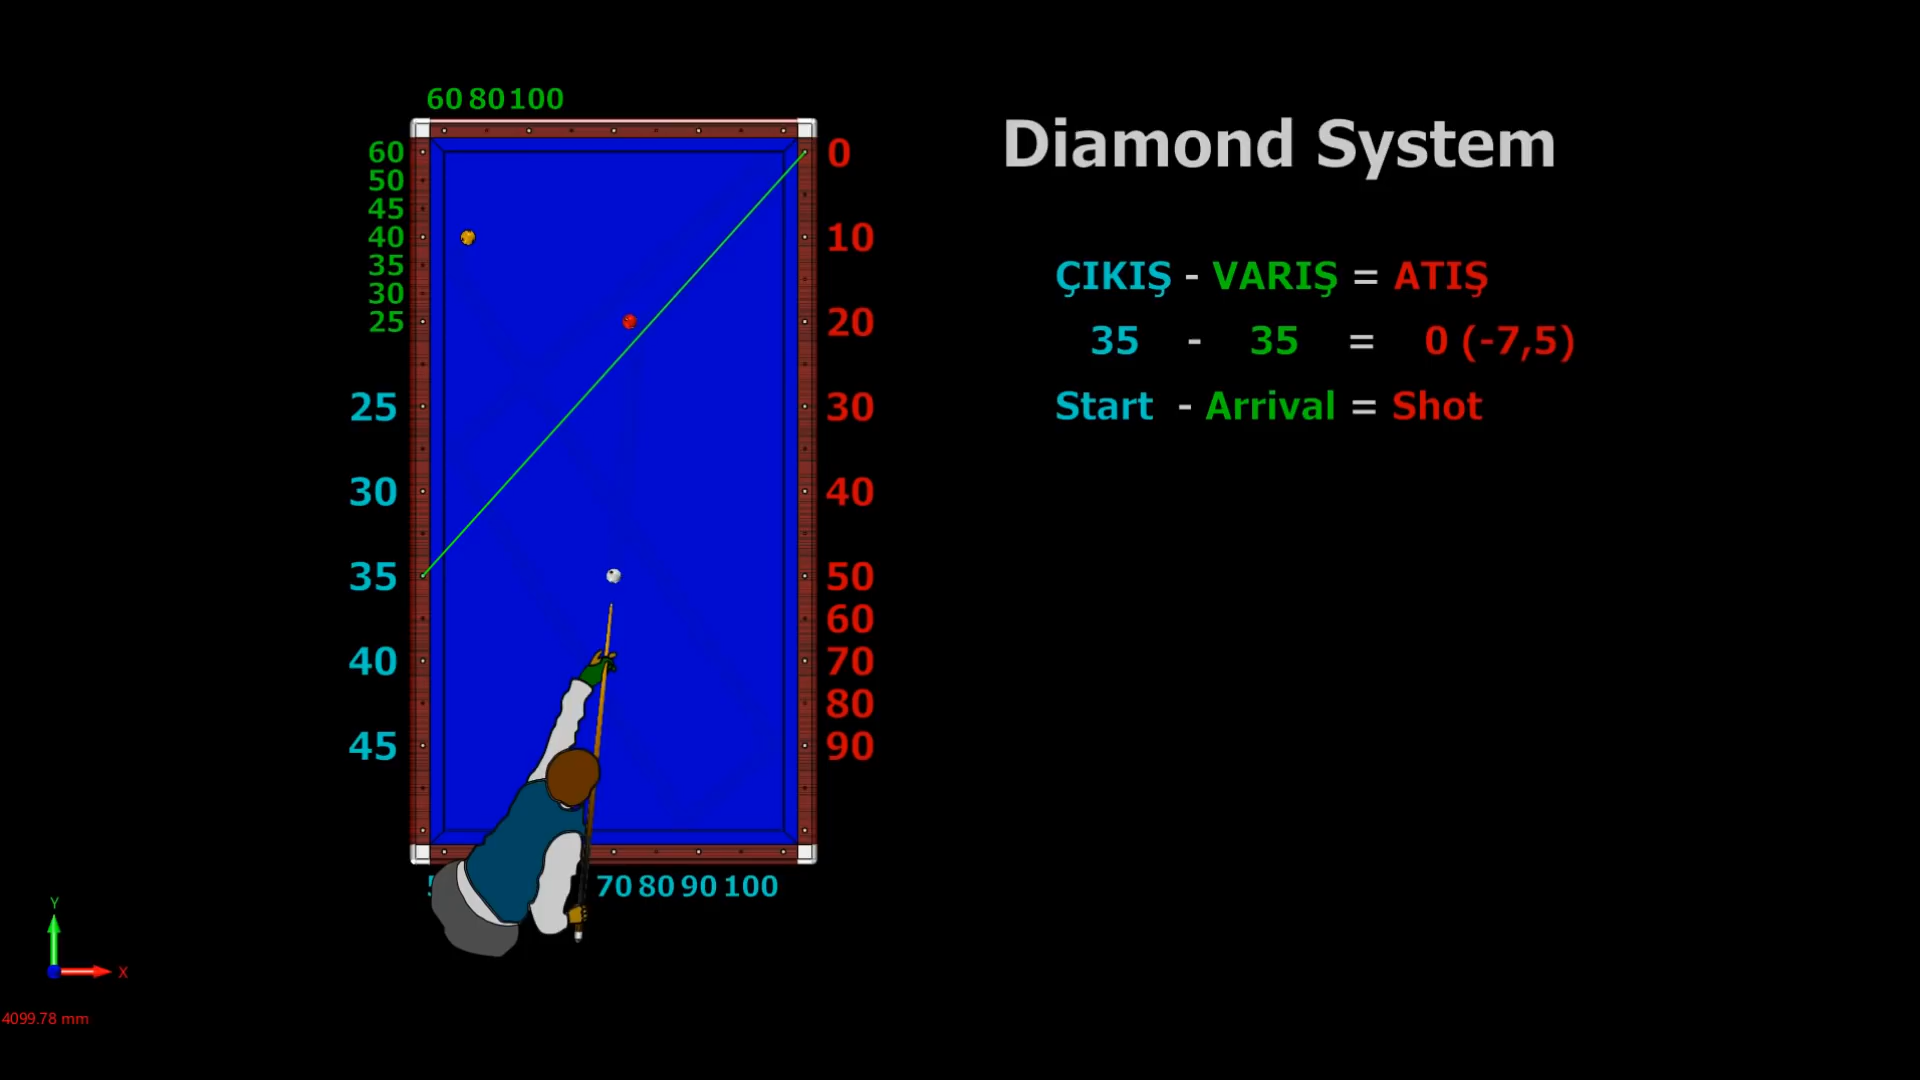 60 80 100
Diamond System
60
50
45
40
35
30
25
0
10
20
30
40
50
60
70
80
90
25
30
35
40
45
70 80 90 100
ÇIKIŞ - VARIŞ = ATIŞ
35 - 35 = 0 (-7,5)
Start - Arrival = Shot
Y
X
4099.78 mm